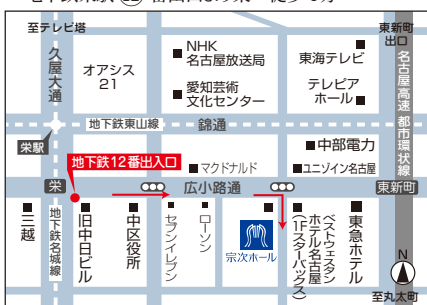 至テレビ塔
久屋大通
オアシス
21
■NHK
名古屋放送局
■愛知芸術
文化センター
東海テレビ
■
テレピア
ホール■
東新町
出口
名古屋高速 都市環状線
地下鉄東山線
錦通
栄駅
地下鉄12番出入口
■マクドナルド
■中部電力
■ユニゾイン名古屋
栄
広小路通
東新町
■三越
地下鉄名城線
■旧中日ビル
■中区役所
■セブンイレブン
■ローソン
宗次ホール
■ベストウェスタン
ホテル名古屋
(1Fスターバックス)
■東急ホテル
N
至丸太町